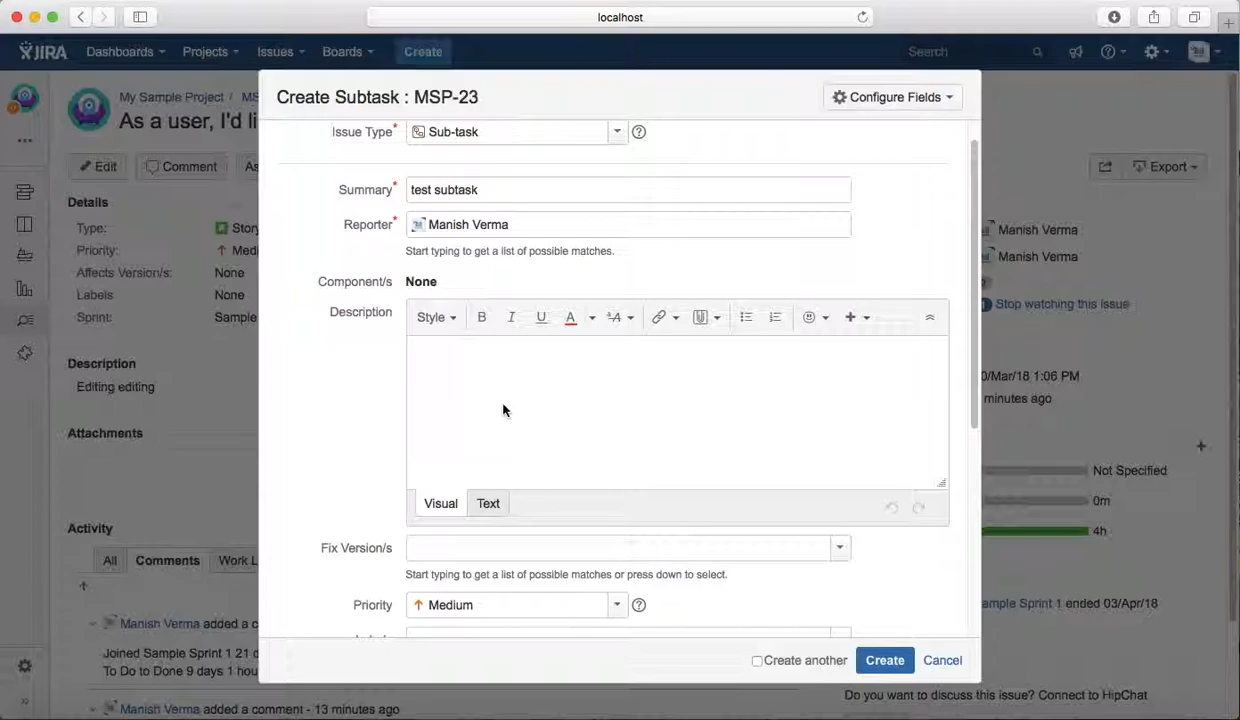 localhost
JIRA Dashboards Projects Issues Boards Create Search
My Sample Project /
As a user, I'd li
Edit Comment
Export
Details
Type: Story
Priority:
Affects Version/s: None
Labels None
Sprint: Sample
Description
Editing editing
Attachments
Activity
All Comments Work L
Manish Verma added a c
Joined Sample Sprint 1 21 d
To Do to Done 9 days 1 hou
Manish Verma added a comment - 13 minutes ago
Create Subtask : MSP-23
Configure Fields
Issue Type* Sub-task
Summary* test subtask
Reporter* Manish Verma
Start typing to get a list of possible matches.
Component/s None
Description
Style B I U A
Visual Text
Fix Version/s
Start typing to get a list of possible matches or press down to select.
Priority Medium
Create another Create Cancel
Manish Verma
Manish Verma
Stop watching this issue
0/Mar/18 1:06 PM
minutes ago
Not Specified
0m
4h
ample Sprint 1 ended 03/Apr/18
Do you want to discuss this issue? Connect to HipChat